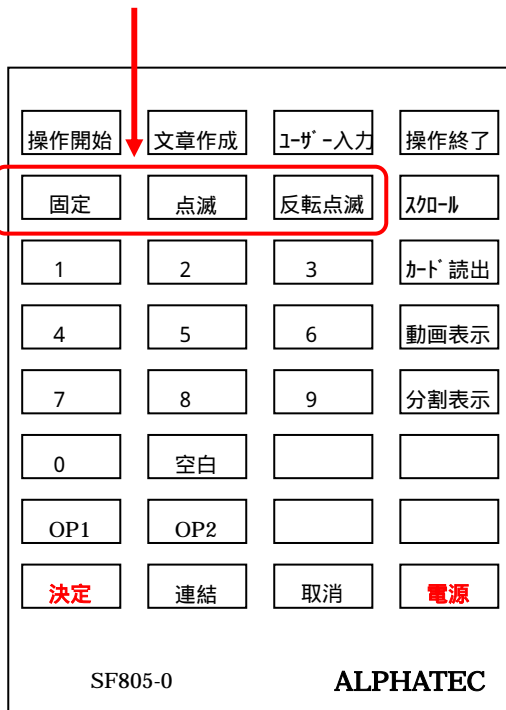 操作開始 文章作成 ﾕｰｻﾞｰ入力 操作終了
固定 点滅 反転点滅 ｽｸﾛｰﾙ
1 2 3 ｶｰﾄﾞ読出
4 5 6 動画表示
7 8 9 分割表示
0 空白
OP1 OP2
決定 連結 取消 電源
SF805-0 ALPHATEC